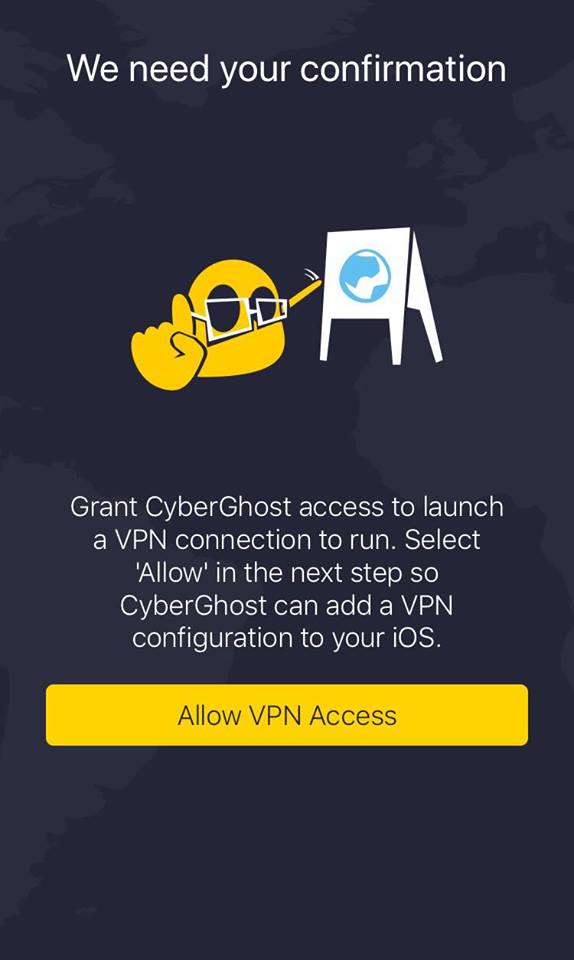 We need your confirmation
Grant CyberGhost access to launch
a VPN connection to run. Select
'Allow' in the next step so
CyberGhost can add a VPN
configuration to your iOS.
Allow VPN Access